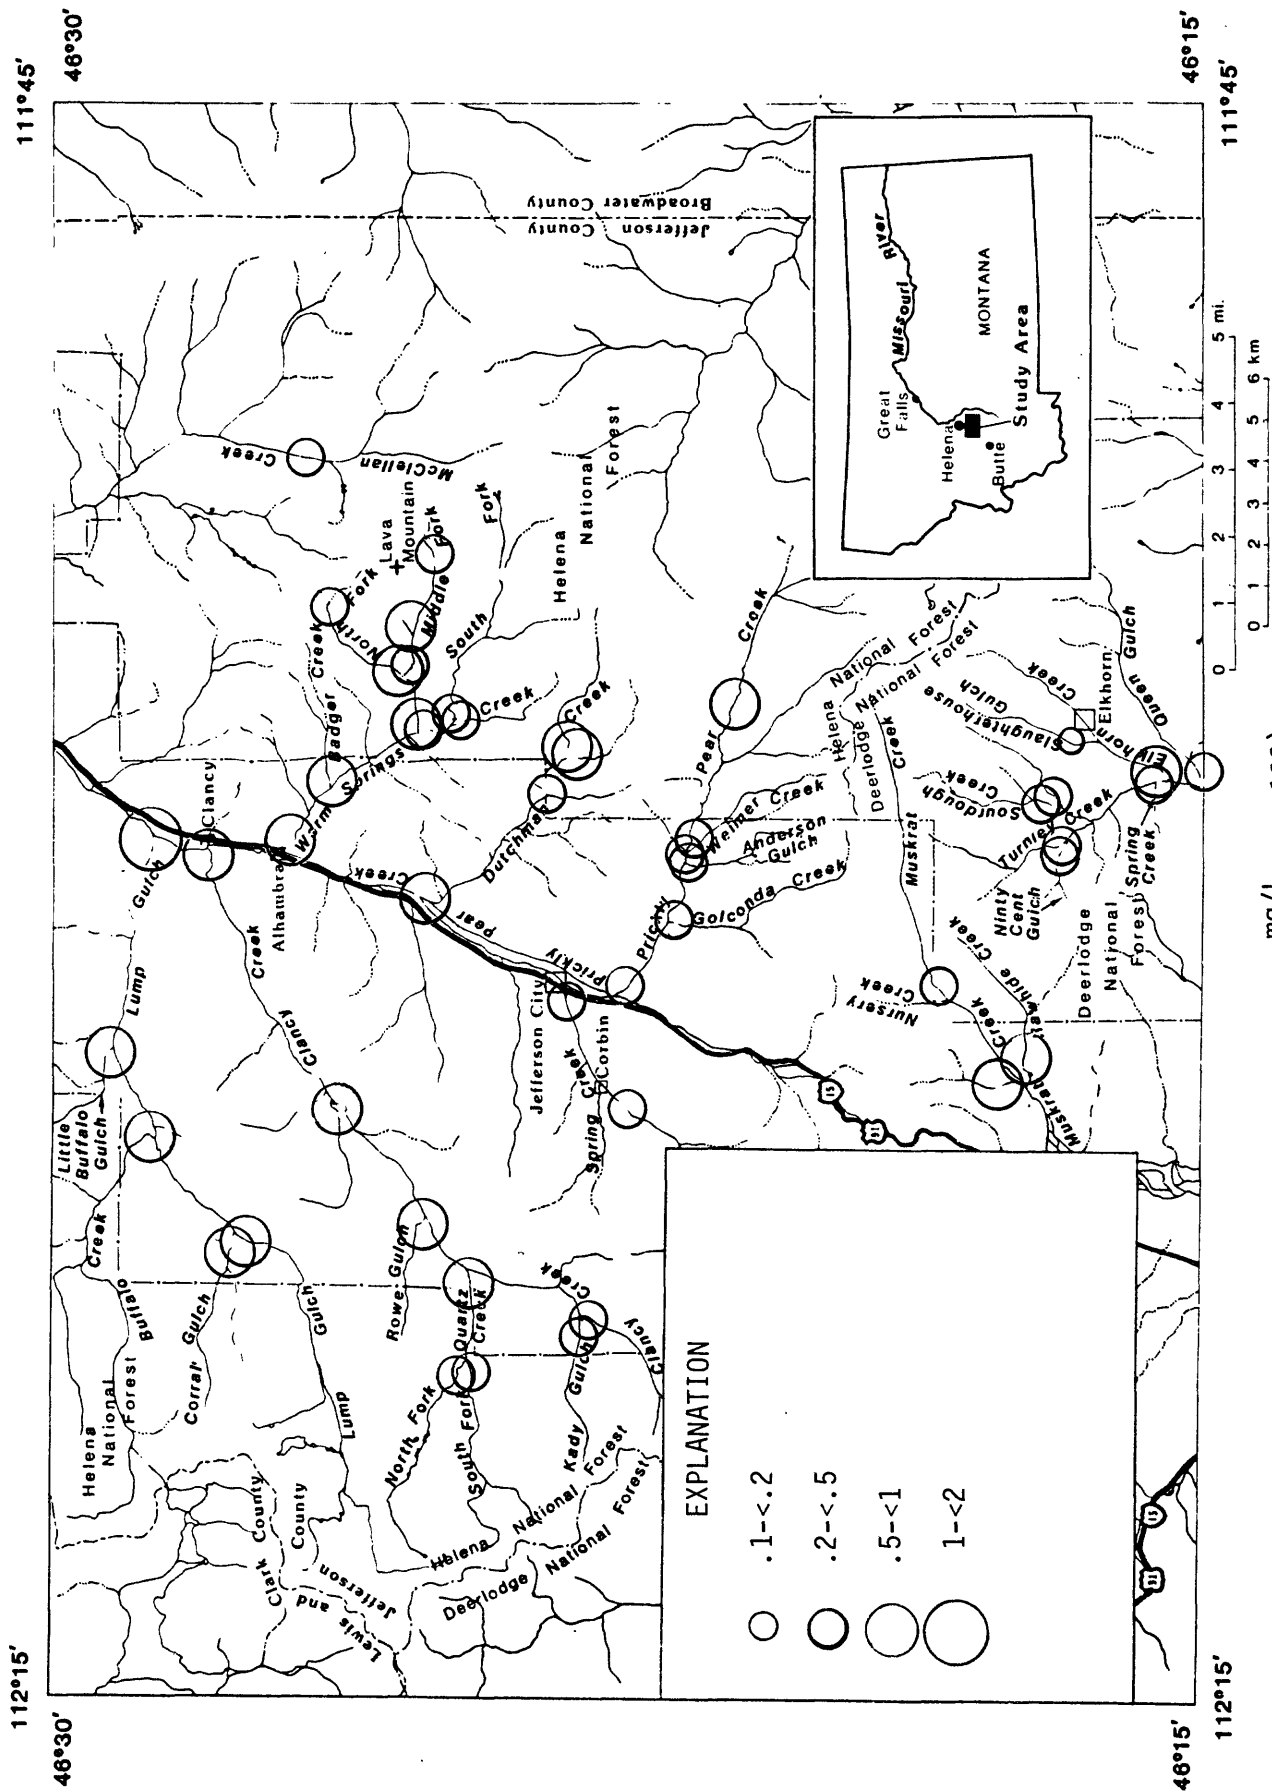 112°15'
111°45'
46°30'
46°30'
Helena
National
Forest
Creek
Buffalo
Little
Buffalo
Gulch
Lump
Gulch
Clancy
Corral Gulch
Gulch
Lump
Clark County
Lewis and
Jefferson
County
Creek
Clancy
Alhambra
Warm
Springs
Badger
Creek
North
Fork
Lava
Mountain
Middle
Fork
South
Fork
McClellan
Creek
Rowe Gulch
Quartz
Creek
North Fork
South Fork
Kady
Gulch
Clancy
Creek
Helena National Forest
Deerlodge National Forest
Prickly
Pear
Creek
Jefferson City
Corbin
Spring Creek
Dutchman
Creek
Creek
Helena
National
Forest
Jefferson County
Broadwater County
Prickly
Pear
Creek
Golconda Creek
Anderson
Gulch
Weimer Creek
Helena National Forest
Deerlodge National Forest
Muskrat
Creek
Nursery
Creek
Rawhide Creek
Muskrat
Creek
Ninty
Cent
Gulch
Deerlodge
National
Forest
Spring
Creek
Turnley Creek
Sourdough
Creek
Slaughterhouse
Gulch
Elkhorn
Creek
Elkhorn
Queen
Gulch
15
91
91
15
EXPLANATION
.1-<.2
.2-<.5
.5-<1
1-<2
Great
Falls
Missouri River
Helena
Butte
MONTANA
Study Area
0 1 2 3 4 5 mi.
0 1 2 3 4 5 6 km
46°15'
46°15'
112°15'
111°45'
mg/l